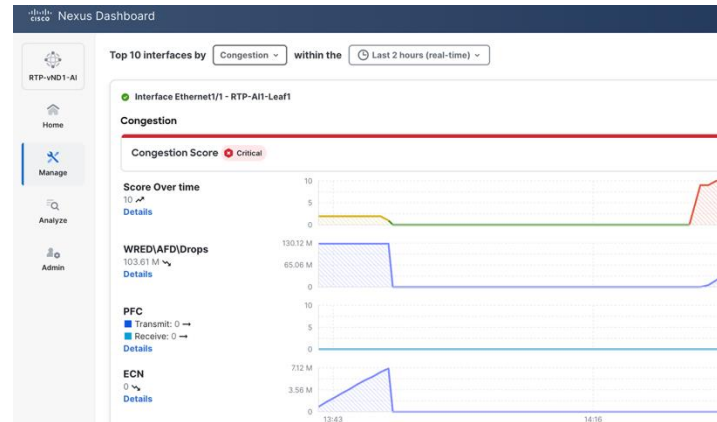 CISCO Nexus Dashboard
RTP-vND1-AI
Home
Manage
Analyze
Admin
Top 10 interfaces by Congestion within the Last 2 hours (real-time)
Interface Ethernet1/1 - RTP-AI1-Leaf1
Congestion
Congestion Score Critical
Score Over time
10
Details
10
5
0
WRED\AFD\Drops
103.61 M
Details
130.12 M
65.06 M
0
PFC
Transmit: 0
Receive: 0
Details
10
5
0
ECN
0
Details
7.12 M
3.56 M
0
13:43
14:16